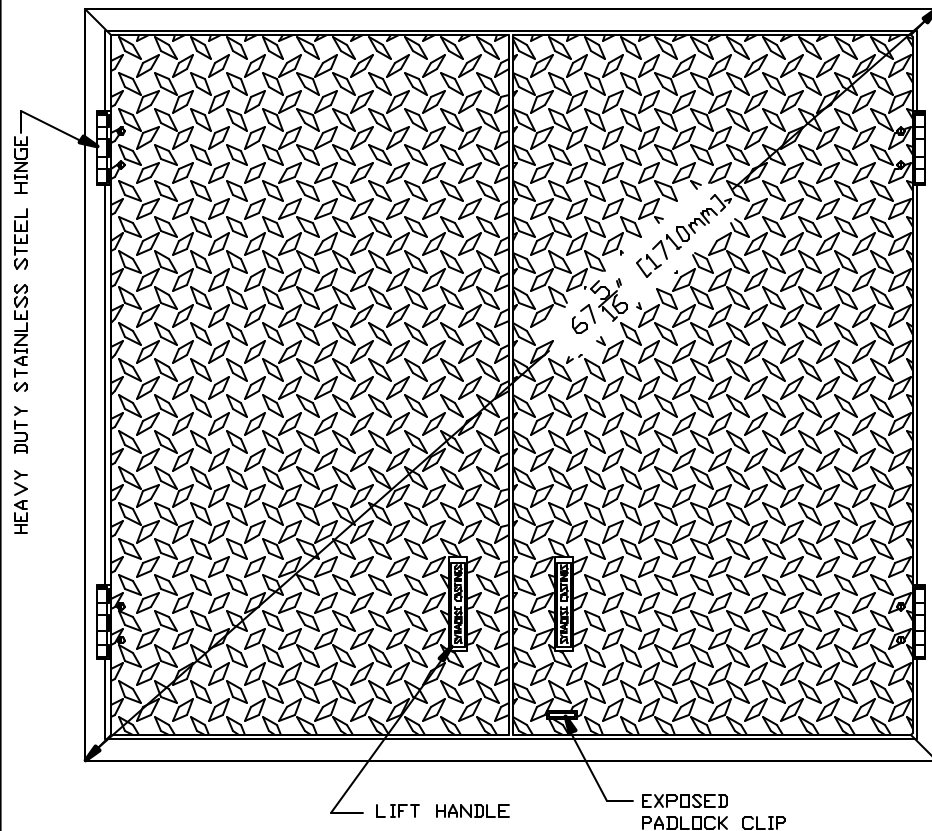 HEAVY DUTY STAINLESS STEEL HINGE
67 5/16" [1710mm]
SYRACUSE CASTINGS
SYRACUSE CASTINGS
LIFT HANDLE
EXPOSED
PADLOCK CLIP